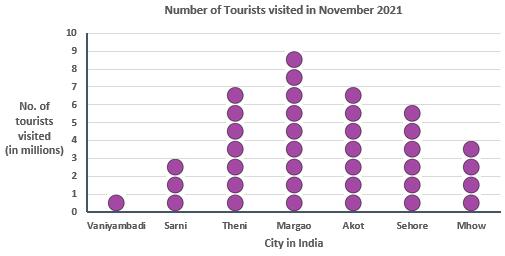 Number of Tourists visited in November 2021
10
9
8
7
6
5
4
3
2
1
0
No. of
tourists
visited
(in millions)
Vaniyambadi Sarni Theni Margao Akot Sehore Mhow
City in India